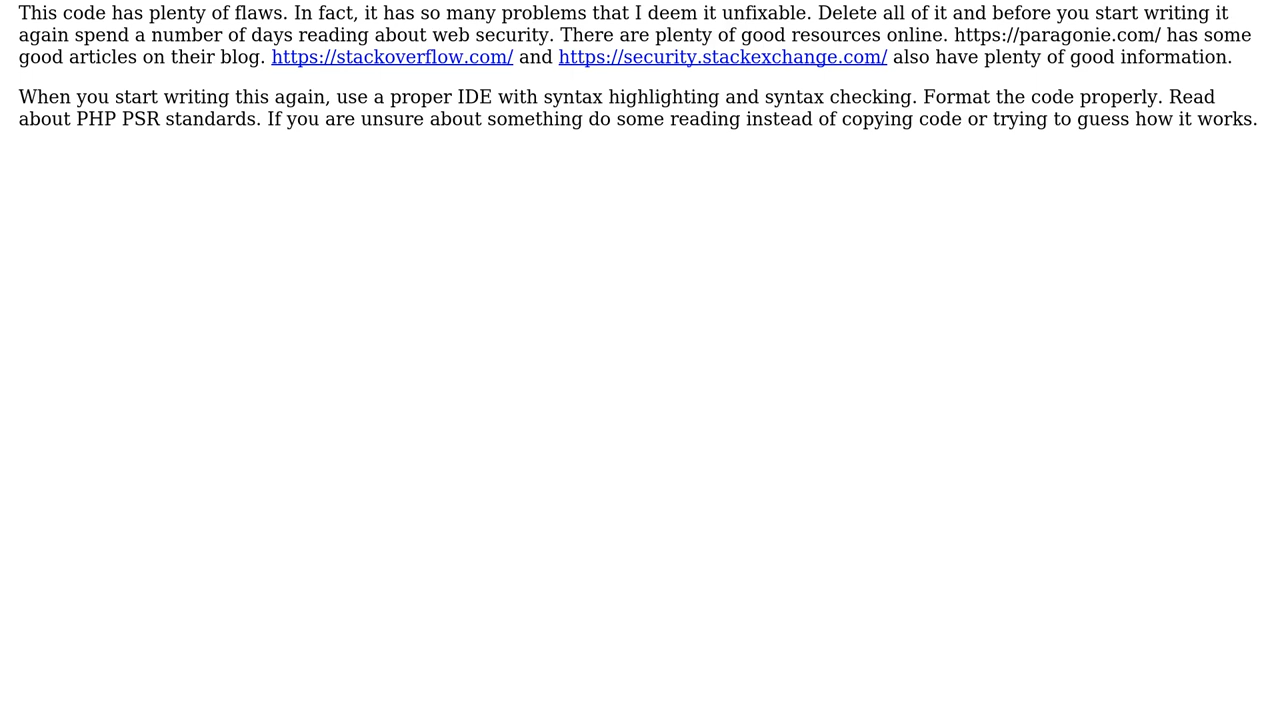 This code has plenty of flaws. In fact, it has so many problems that I deem it unfixable. Delete all of it and before you start writing it
again spend a number of days reading about web security. There are plenty of good resources online. https://paragonie.com/ has some
good articles on their blog. https://stackoverflow.com/ and https://security.stackexchange.com/ also have plenty of good information.
When you start writing this again, use a proper IDE with syntax highlighting and syntax checking. Format the code properly. Read
about PHP PSR standards. If you are unsure about something do some reading instead of copying code or trying to guess how it works.